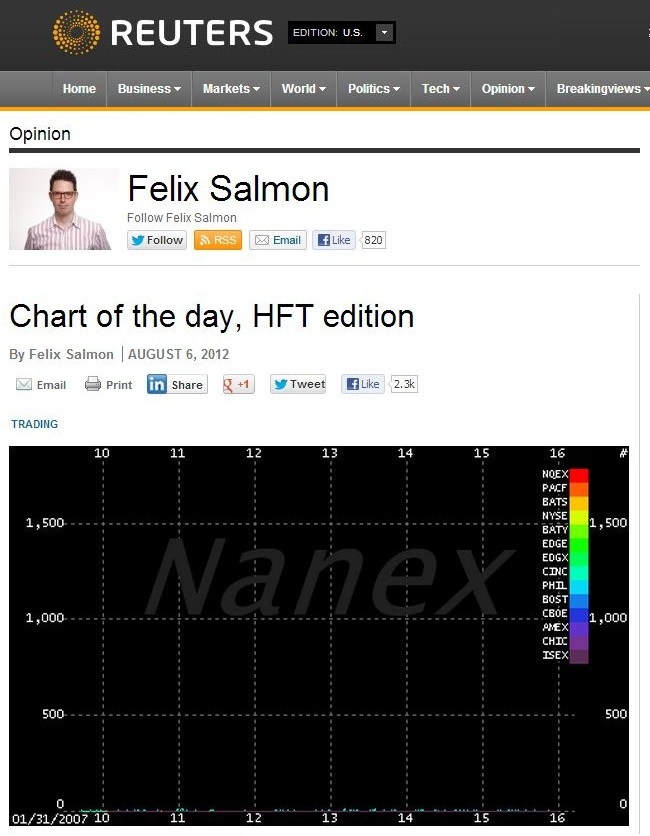 REUTERS
EDITION: U.S.
Home Business Markets World Politics Tech Opinion Breakingviews
Opinion
Felix Salmon
Follow Felix Salmon
Follow RSS Email Like 820
Chart of the day, HFT edition
By Felix Salmon AUGUST 6, 2012
Email Print in Share g +1 Tweet Like 2.3k
TRADING
10 11 12 13 14 15 16 #
NQEX
PACF
BATS
NYSE
1,500 1,500
BATY
EDGE
EDGX
Nanex
CINC
PHIL
BOST
CBOE
1,000 1,000
AMEX
CHIC
ISEX
500 500
0 0
01/31/2007 10 11 12 13 14 15 16